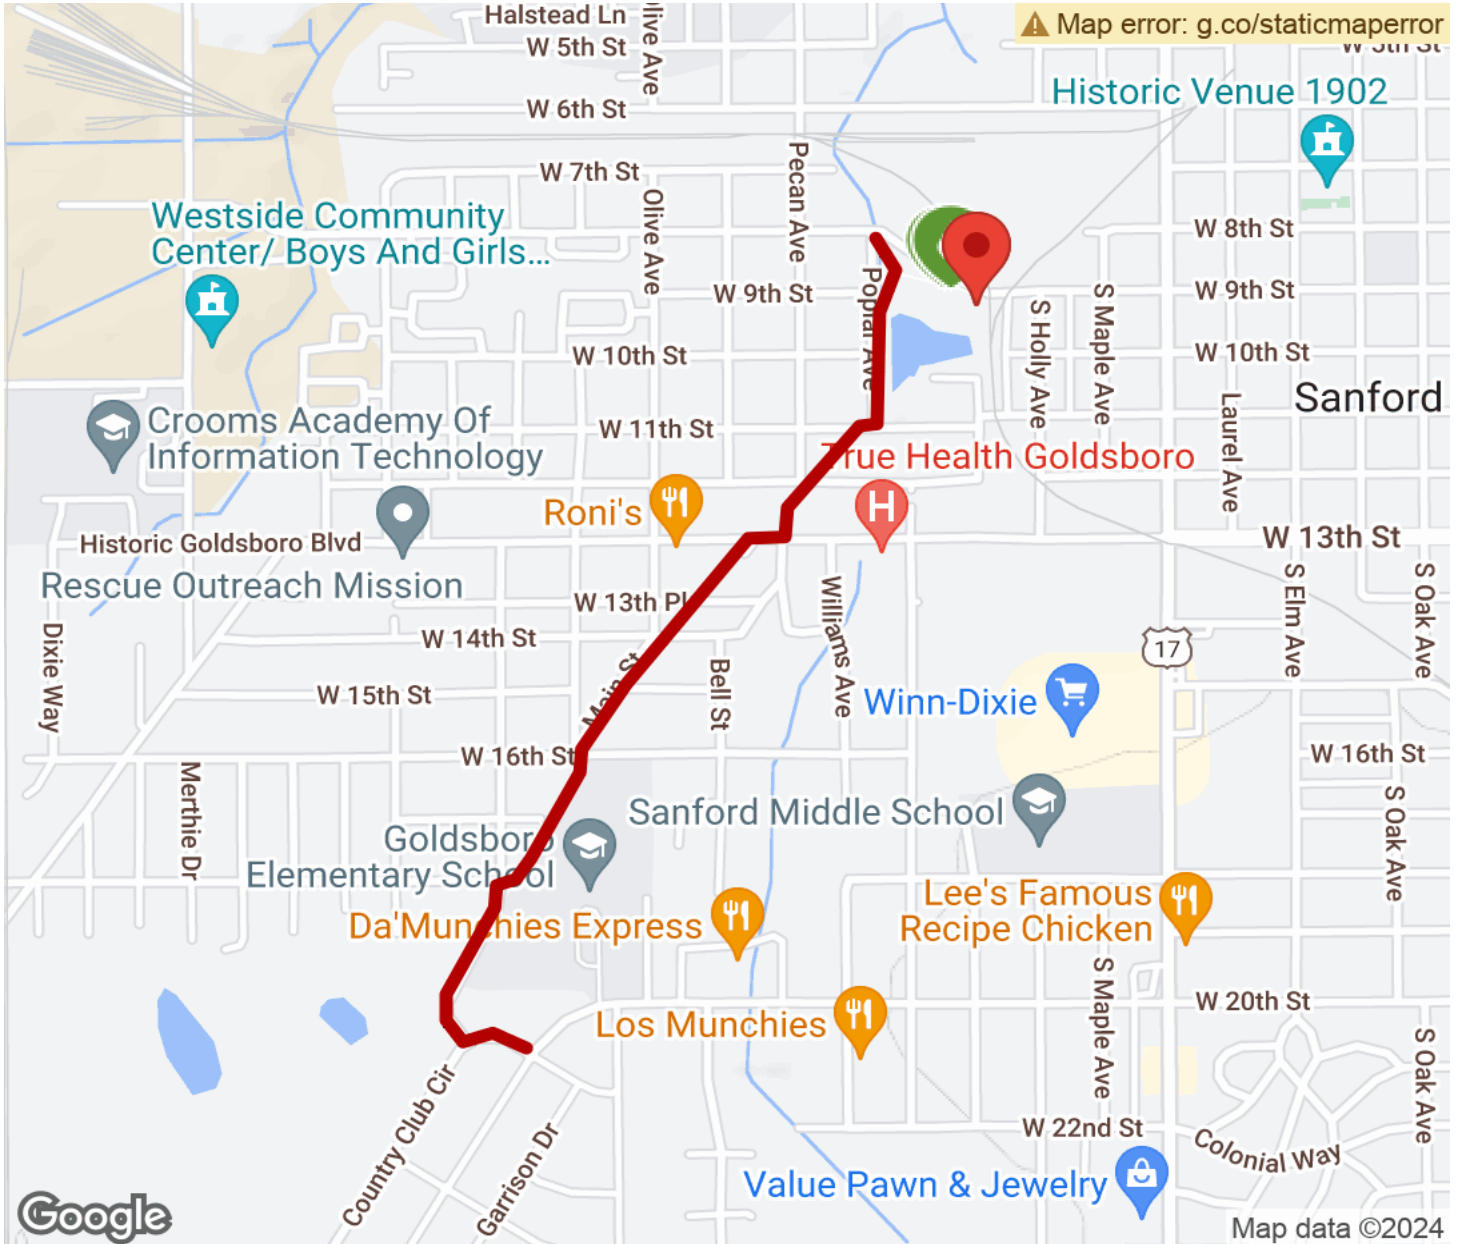 Halstead Ln
Olive Ave
Map error: g.co/staticmaperror
W 5th St
W 5th St
Historic Venue 1902
W 6th St
Pecan Ave
W 7th St
Olive Ave
Westside Community
Center/ Boys And Girls...
W 8th St
W 9th St
Poplar Ave
W 9th St
S Holly Ave
S Maple Ave
W 10th St
W 10th St
Sanford
Laurel Ave
Crooms Academy Of
Information Technology
W 11th St
True Health Goldsboro
H
Roni's
Historic Goldsboro Blvd
W 13th St
Rescue Outreach Mission
W 13th Pl
Williams Ave
S Elm Ave
S Oak Ave
Dixie Way
W 14th St
17
Main St
Bell St
W 15th St
Winn-Dixie
W 16th St
W 16th St
Merthie Dr
Sanford Middle School
S Oak Ave
Goldsboro
Elementary School
Lee's Famous
Recipe Chicken
Da'Munchies Express
S Maple Ave
W 20th St
Los Munchies
S Oak Ave
Country Club Cir
Garrison Dr
W 22nd St
Colonial Way
Value Pawn & Jewelry
Google
Map data ©2024